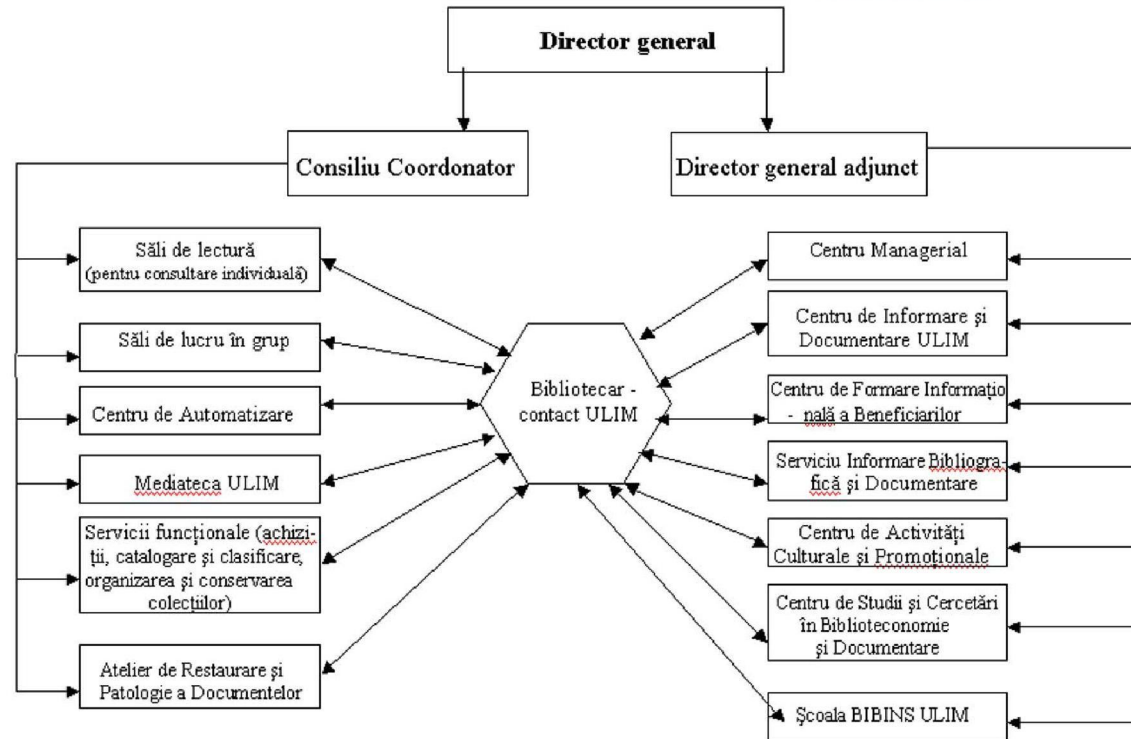 Director general
Consiliu Coordonator
Director general adjunct
Săli de lectură
(pentru consultare individuală)
Săli de lucru în grup
Centru de Automatizare
Mediateca ULIM
Servicii funcționale (achizi-
ții, catalogare și clasificare,
organizarea și conservarea
colecțiilor)
Atelier de Restaurare și
Patologie a Documentelor
Bibliotecar -
contact ULIM
Centru Managerial
Centru de Informare și
Documentare ULIM
Centru de Formare Informațio
- nală a Beneficiarilor
Serviciu Informare Bibliogra-
fică și Documentare
Centru de Activități
Culturale și Promoționale
Centru de Studii și Cercetări
în Biblioteconomie
și Documentare
Școala BIBINS ULIM